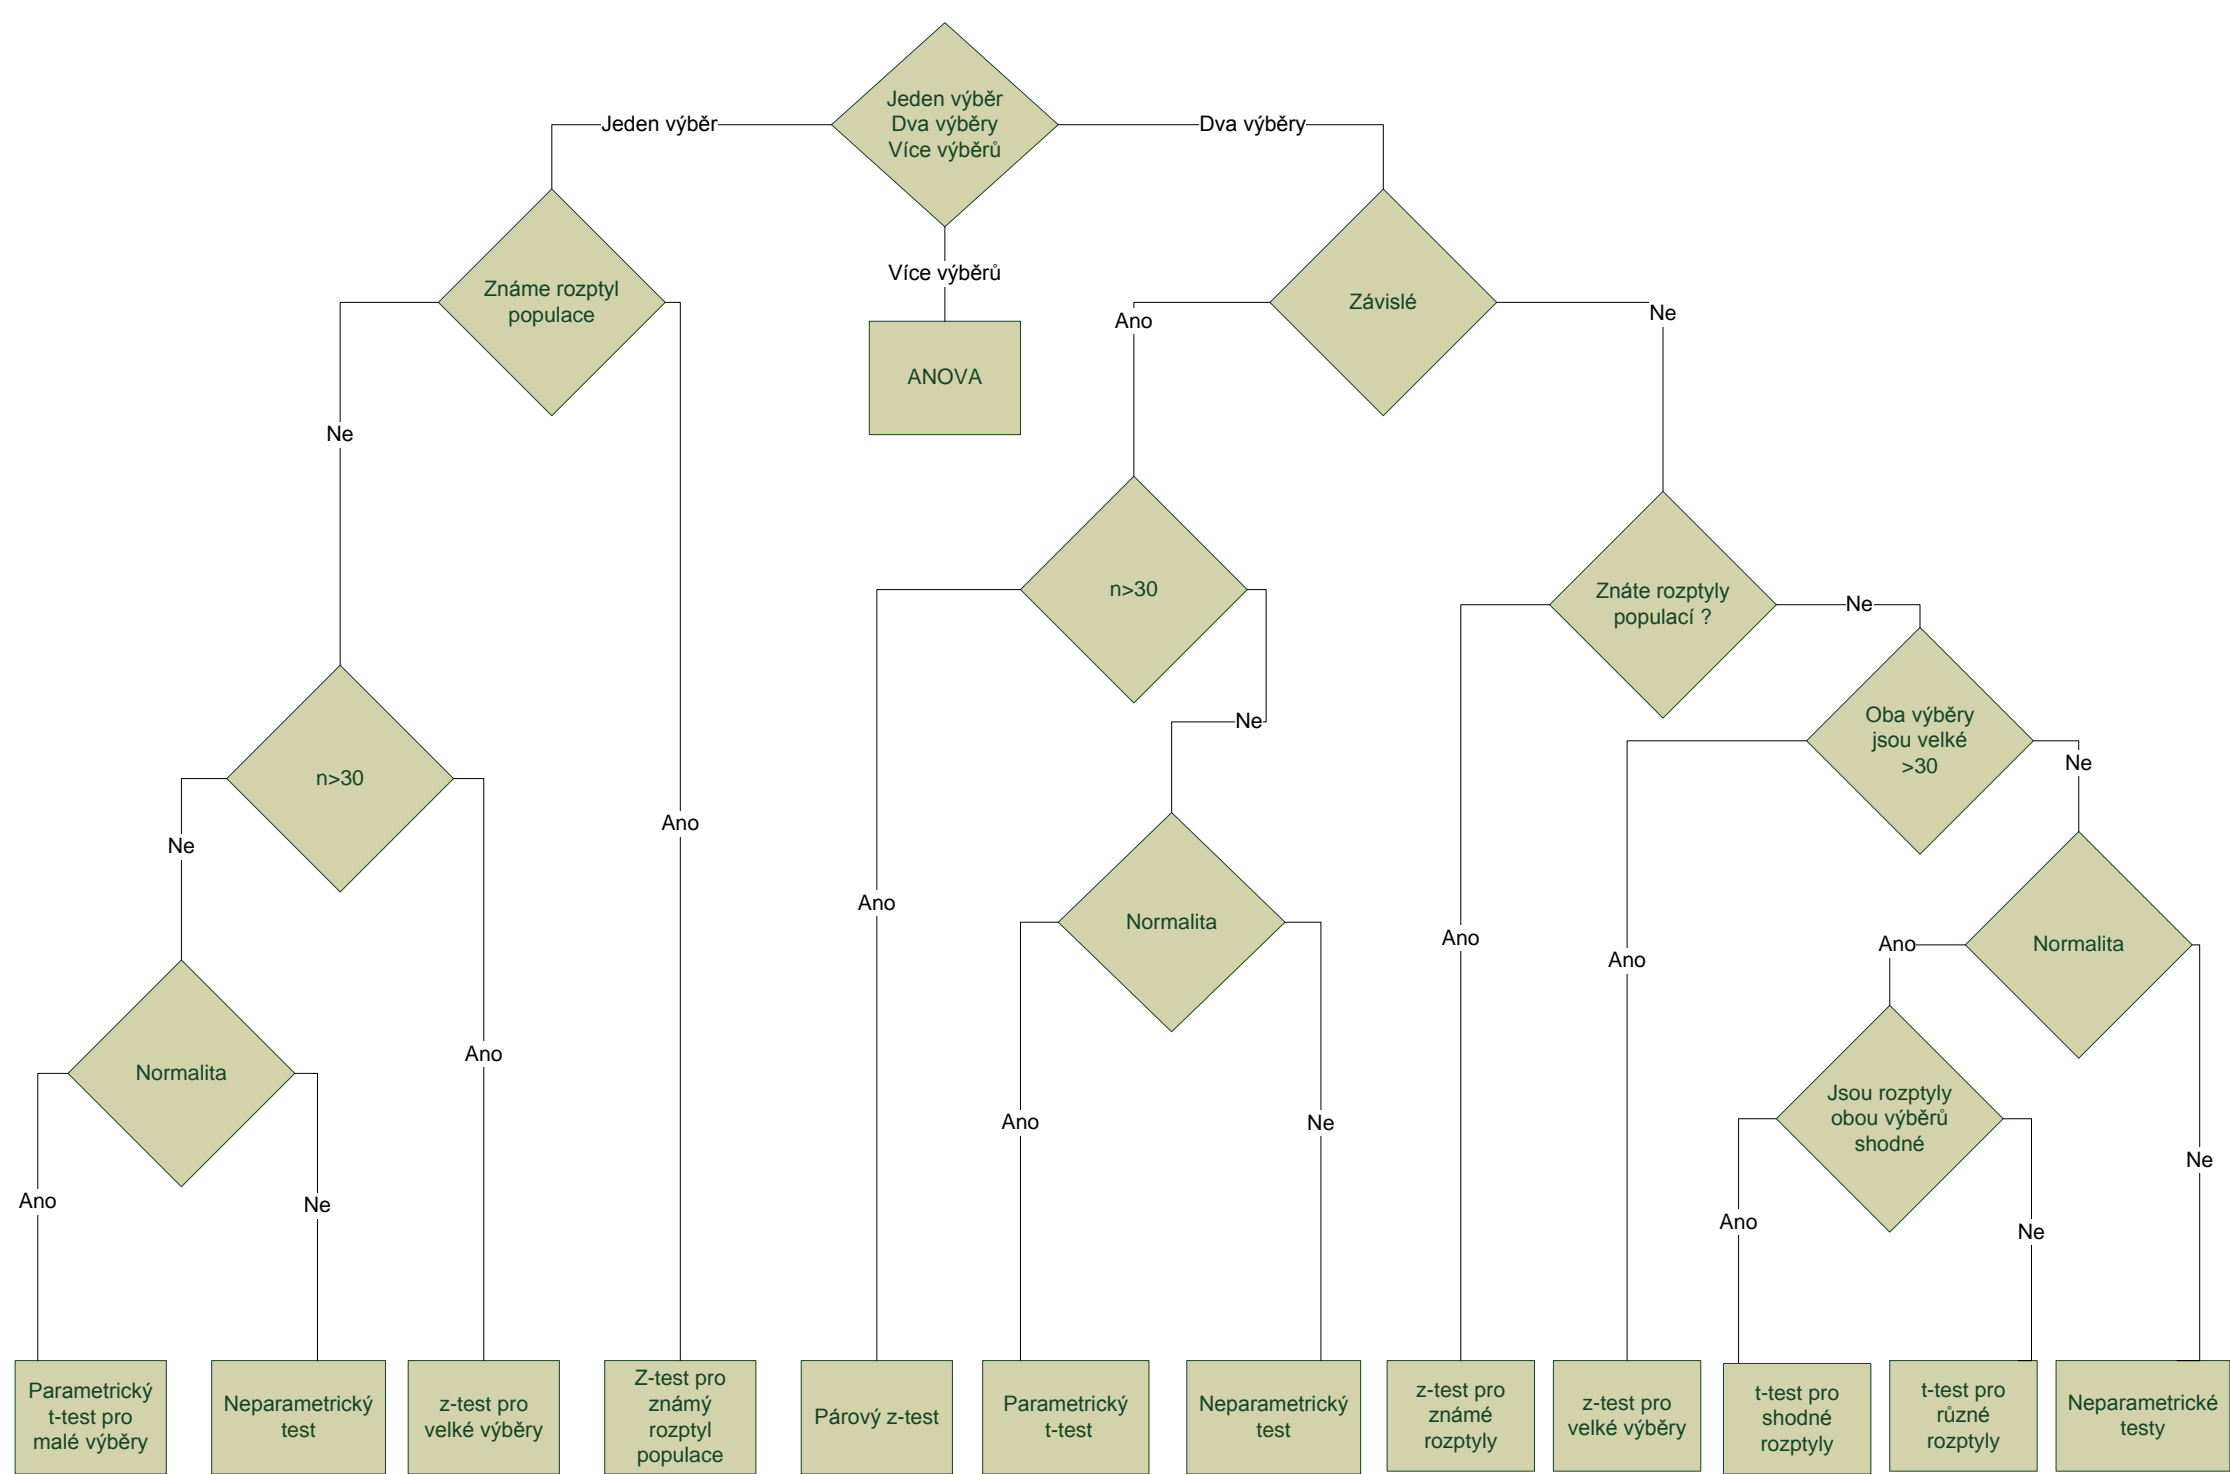 Jeden výběr
Dva výběry
Více výběrů
Jeden výběr
Dva výběry
Více výběrů
Známe rozptyl
populace
ANOVA
Závislé
Ano
Ne
Ne
Ano
n>30
Znáte rozptyly
populací ?
Ne
Oba výběry
jsou velké
>30
Ne
n>30
Ne
Ano
Ne
Ano
Normalita
Ano
Ano
Ano
Normalita
Normalita
Ano
Ne
Ano
Ne
Jsou rozptyly
obou výběrů
shodné
Ano
Ne
Ano
Ne
Ne
Parametrický
t-test pro
malé výběry
Neparametrický
test
z-test pro
velké výběry
Z-test pro
známý
rozptyl
populace
Párový z-test
Parametrický
t-test
Neparametrický
test
z-test pro
známé
rozptyly
z-test pro
velké výběry
t-test pro
shodné
rozptyly
t-test pro
různé
rozptyly
Neparametrické
testy